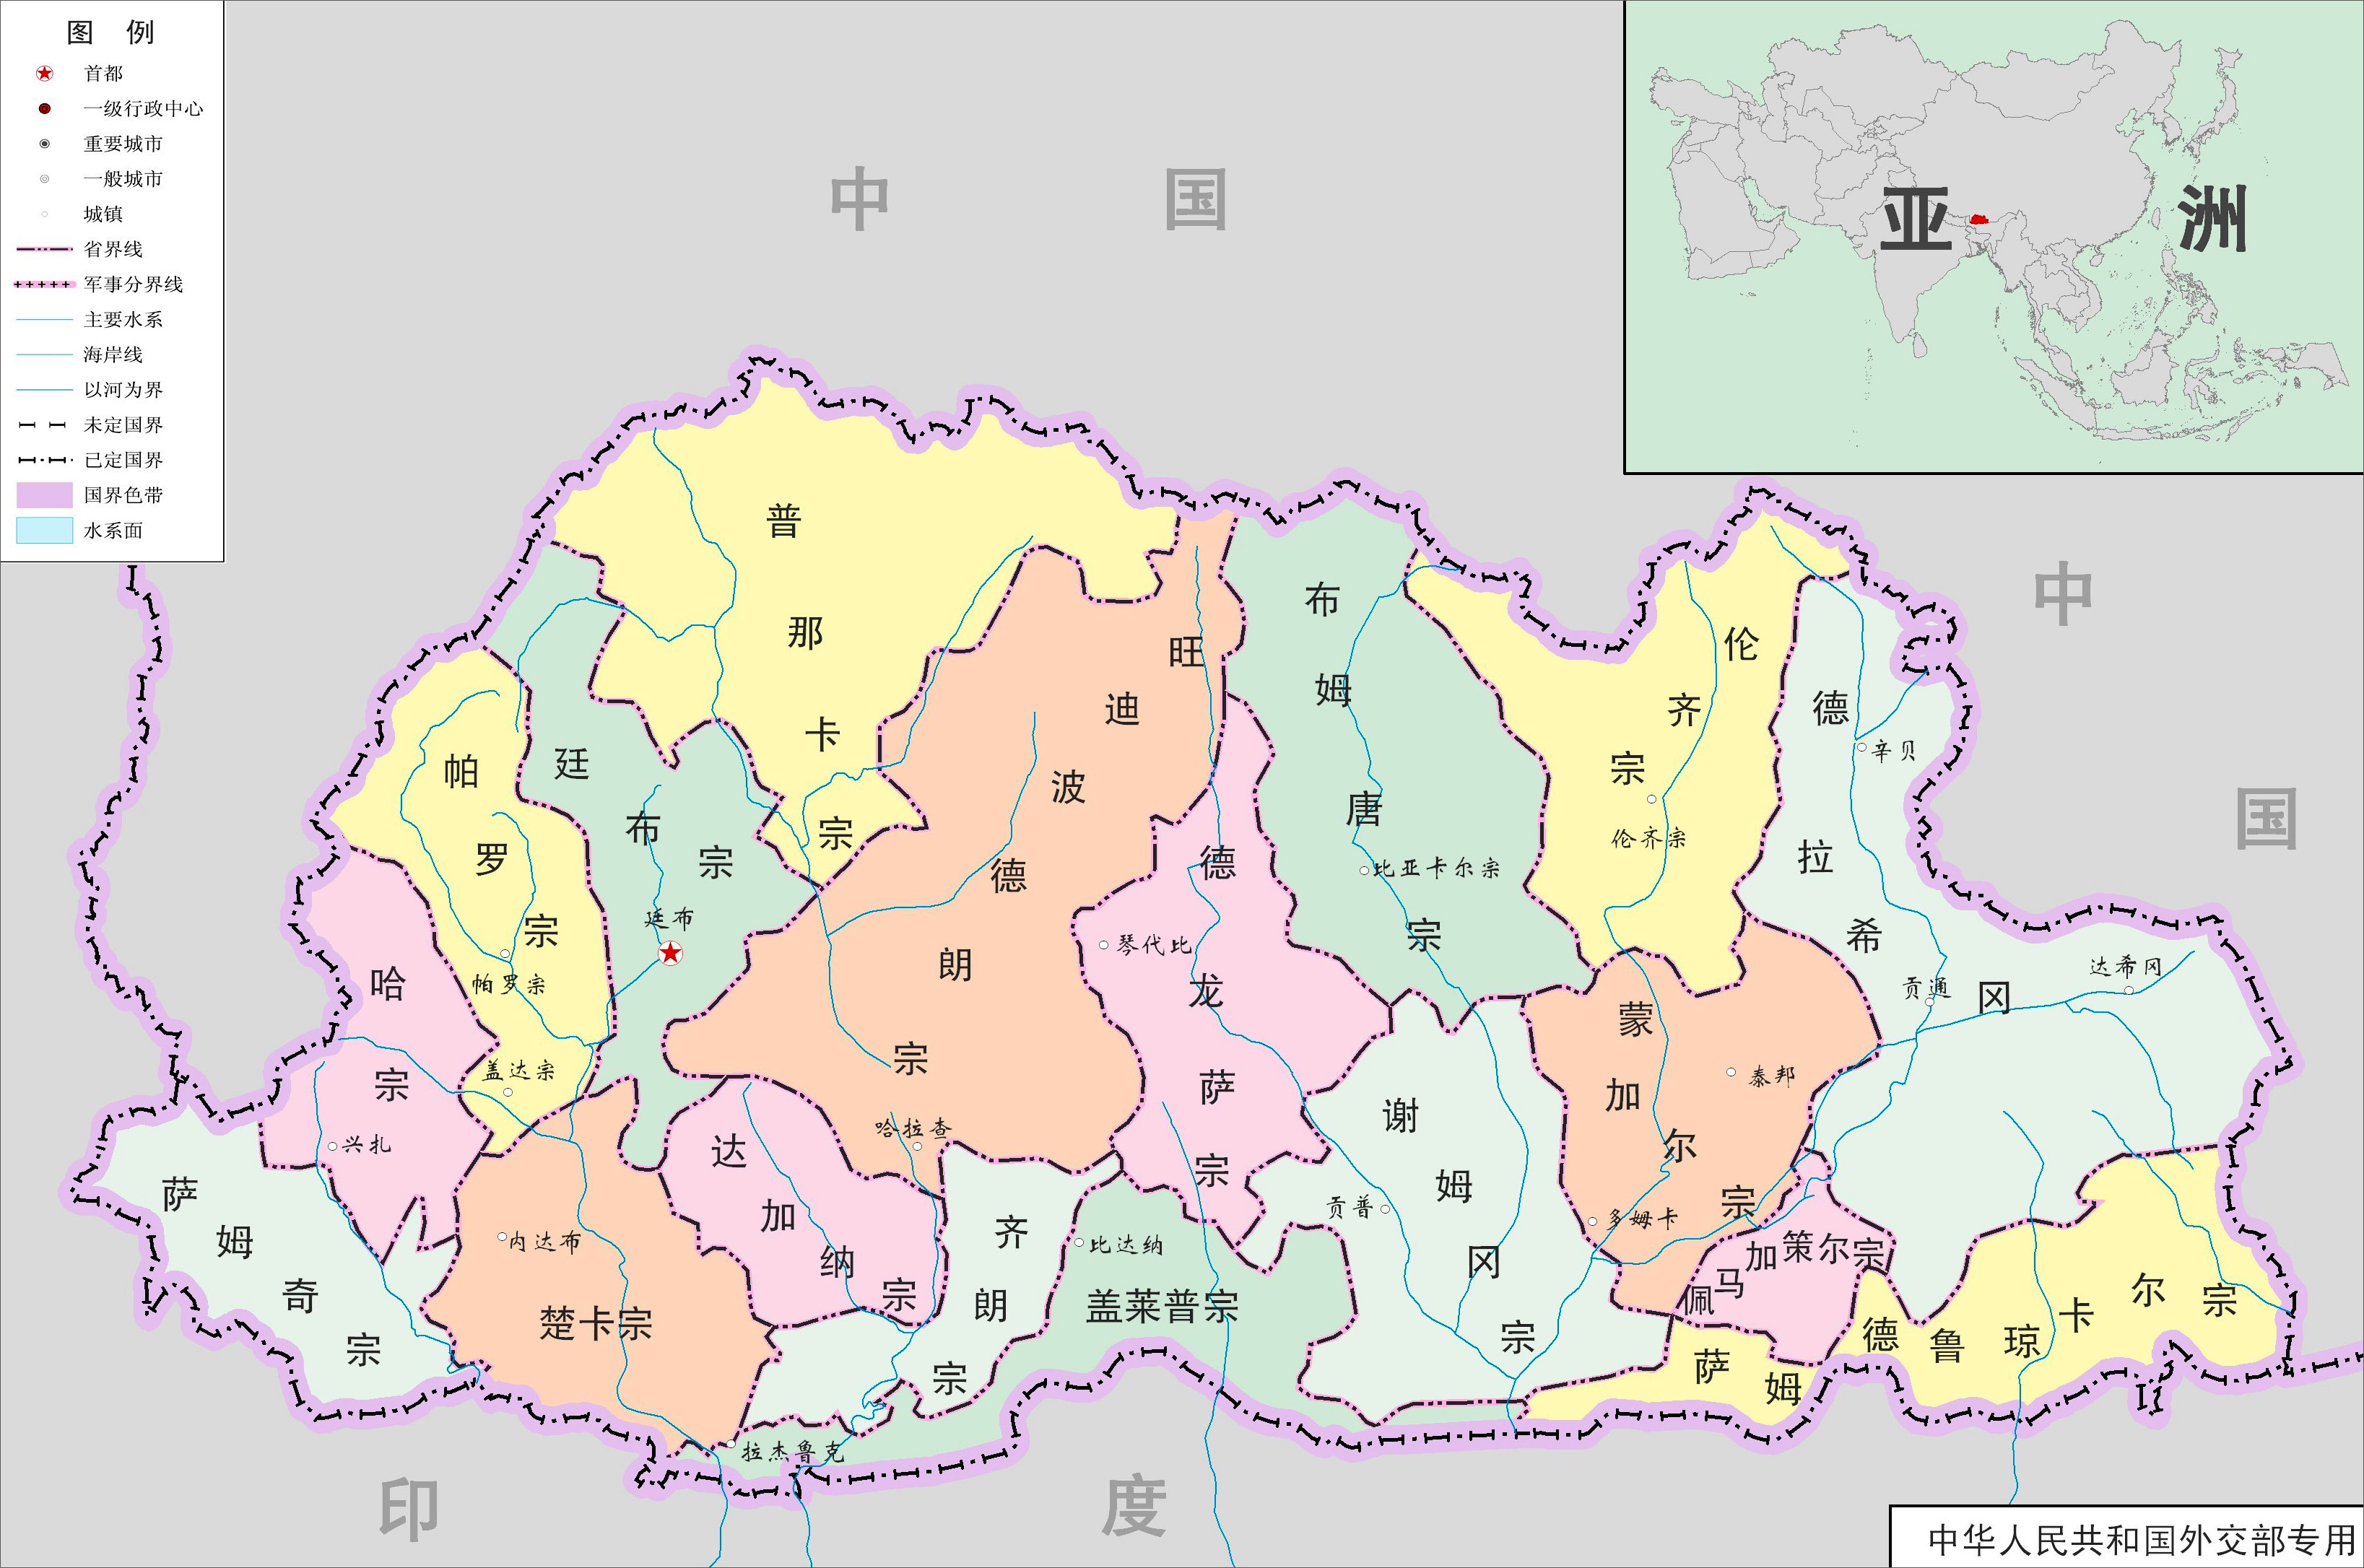 图 例
首都
一级行政中心
重要城市
一般城市
城镇
省界线
军事分界线
主要水系
海岸线
以河为界
未定国界
已定国界
国界色带
水系面
亚 洲
中 国
中 国
印 度
普那卡宗
旺迪波德朗宗
布姆唐宗
伦齐宗
德拉希冈
帕罗宗
廷布宗
哈宗
德龙萨宗
蒙加尔宗
谢姆冈宗
萨姆奇宗
楚卡宗
达加纳宗
齐朗宗
盖莱普宗
佩马加策尔宗
萨姆德鲁琼卡尔宗
辛贝
伦齐宗
比亚卡尔宗
廷布
琴代比
帕罗宗
贡通
达希冈
盖达宗
泰邦
哈拉查
兴扎
内达布
贡普
多姆卡
比达纳
拉杰鲁克
中华人民共和国外交部专用